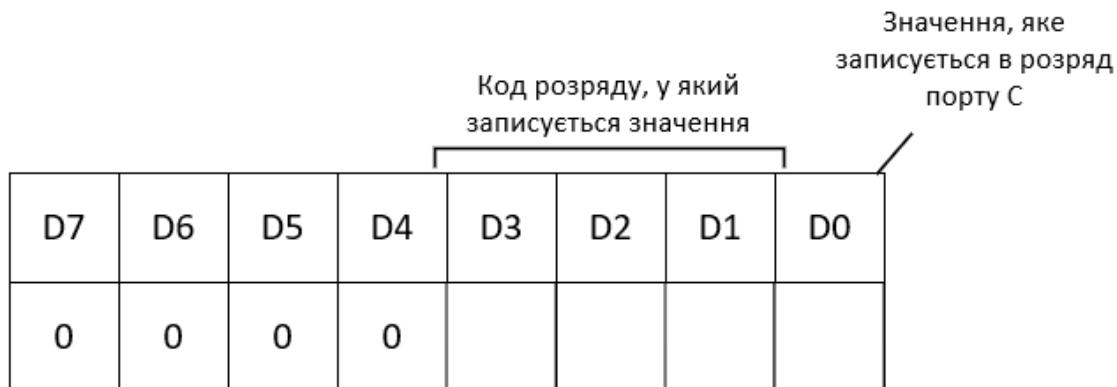 Значення, яке
записується в розряд
порту С
Код розряду, у який
записується значення
D7 D6 D5 D4 D3 D2 D1 D0
0 0 0 0